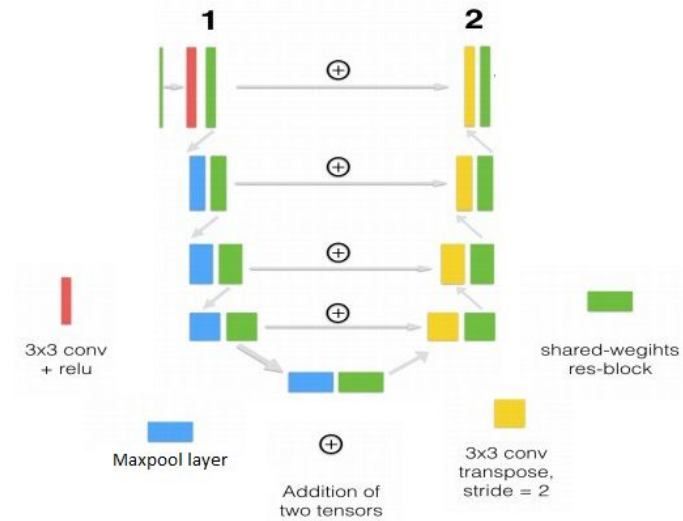 1
2
3x3 conv
+ relu
shared-wegihts
res-block
Maxpool layer
Addition of
two tensors
3x3 conv
transpose,
stride = 2